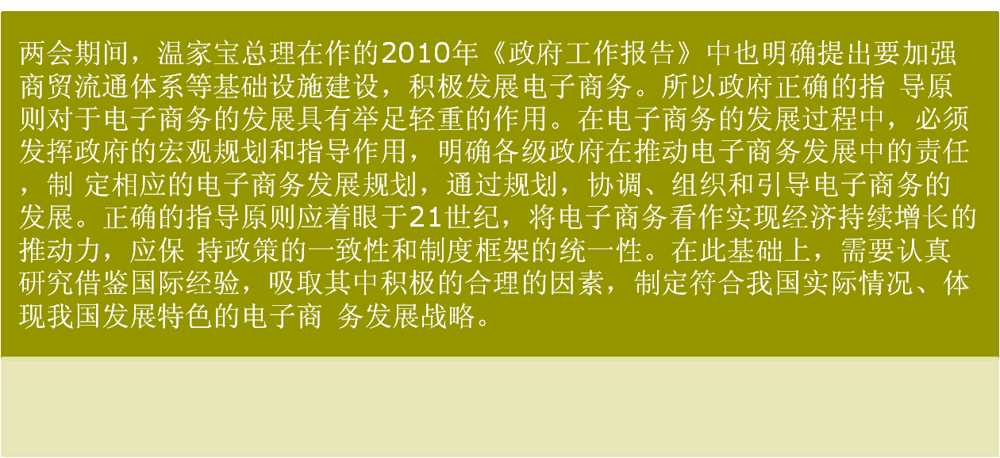 两会期间，温家宝总理在作的2010年《政府工作报告》中也明确提出要加强
商贸流通体系等基础设施建设，积极发展电子商务。所以政府正确的指 导原
则对于电子商务的发展具有举足轻重的作用。在电子商务的发展过程中，必须
发挥政府的宏观规划和指导作用，明确各级政府在推动电子商务发展中的责任
，制 定相应的电子商务发展规划，通过规划，协调、组织和引导电子商务的
发展。正确的指导原则应着眼于21世纪，将电子商务看作实现经济持续增长的
推动力，应保 持政策的一致性和制度框架的统一性。在此基础上，需要认真
研究借鉴国际经验，吸取其中积极的合理的因素，制定符合我国实际情况、体
现我国发展特色的电子商 务发展战略。